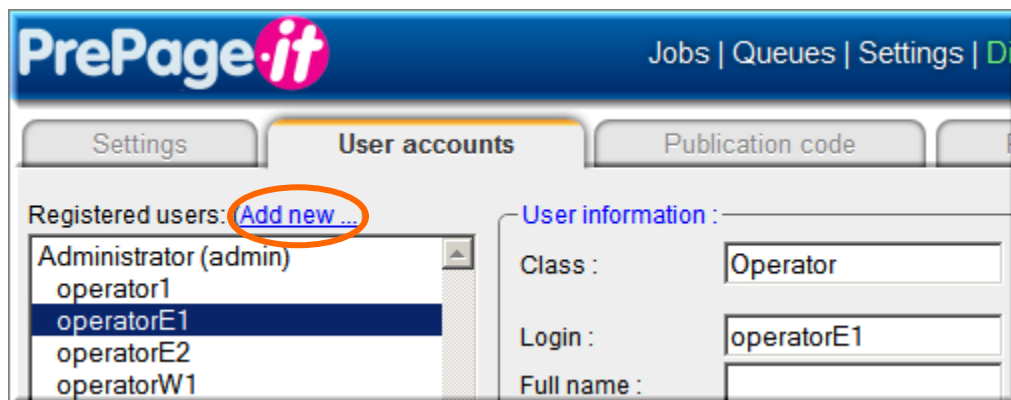 PrePage-it
Jobs | Queues | Settings | Di
Settings
User accounts
Publication code
Registered users: (Add new ...
User information :
Administrator (admin)
operator1
operatorE1
operatorE2
operatorW1
Class :
Operator
Login :
operatorE1
Full name :